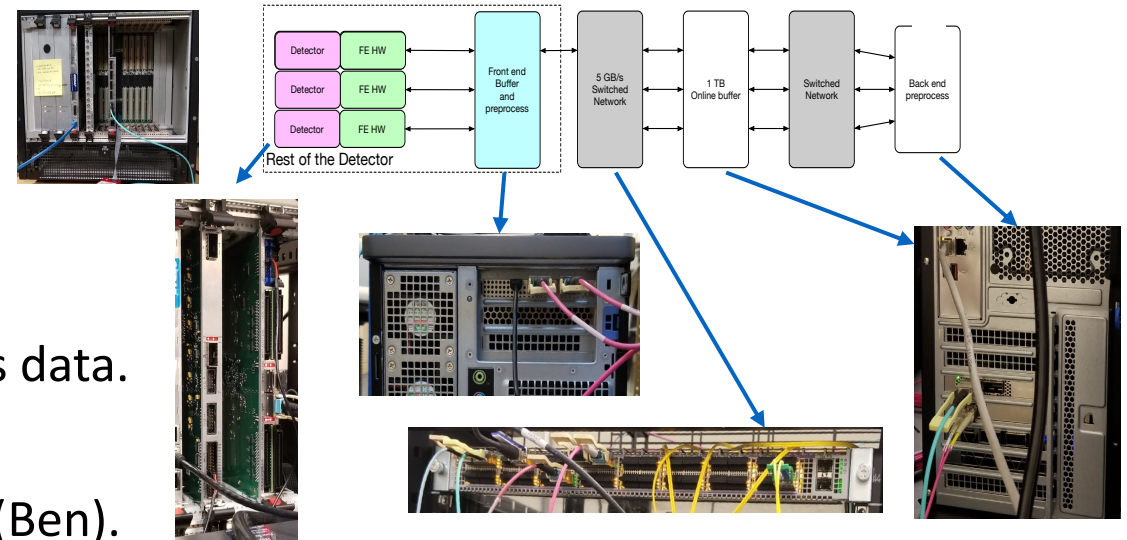 Detector
FE HW
Detector
FE HW
Detector
FE HW
Rest of the Detector
Front end
Buffer
and
preprocess
5 GB/s
Switched
Network
1 TB
Online buffer
Switched
Network
Back end
preprocess
s data.
(Ben).